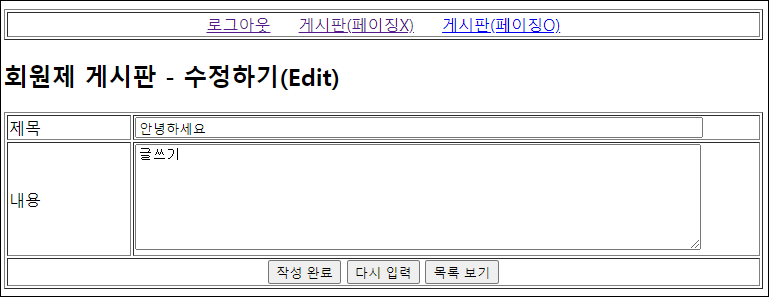 로그아웃 게시판(페이징X) 게시판(페이징O)
회원제 게시판 - 수정하기(Edit)
제목 안녕하세요
내용 글쓰기
작성 완료 다시 입력 목록 보기